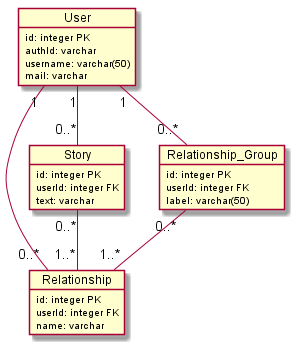 User
id: integer PK
authId: varchar
username: varchar(50)
mail: varchar
1 1 1
0..* 0..*
Story
id: integer PK
userId: integer FK
text: varchar
Relationship_Group
id: integer PK
userId: integer FK
label: varchar(50)
0..* 0..*
0..* 1..* 1..*
Relationship
id: integer PK
userId: integer FK
name: varchar